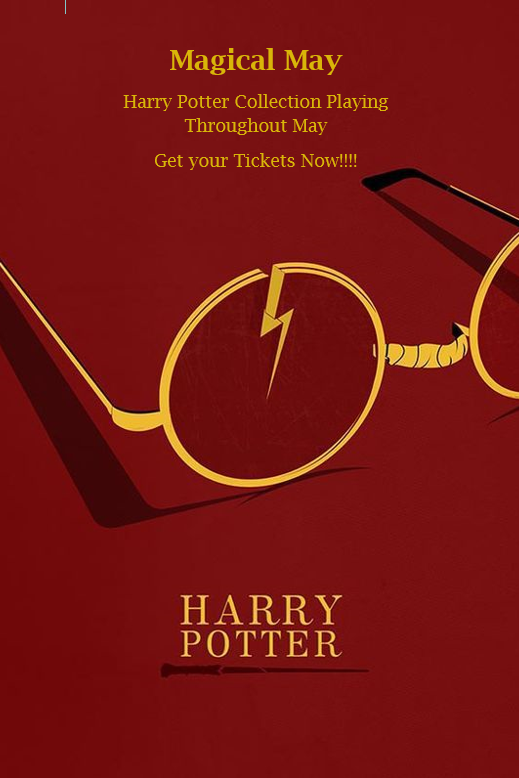 Magical May
Harry Potter Collection Playing
Throughout May
Get your Tickets Now!!!!
HARRY
POTTER